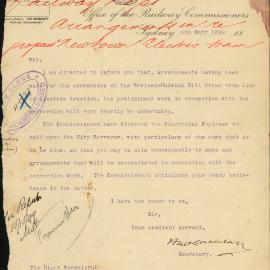 Railway
Office of the Railway Commissioners
Arrangements in re
Sydney 6th Octr 1899
proposed Newtown Electric tram
Sir,
I am directed to inform you that, arrangements having been
made for the conversion of the Newtown-Dulwich Hill steam tram line
to electric traction, the preliminary work in connection with the
conversion will very shortly be undertaken.
The Commissioners have directed the Electrical Engineer to
call upon the City Surveyor, with particulars of the work that is
to be done, so that you may be able conveniently to make any
arrangements that will be necessitated in connection with the
conversion work. The Commissioners anticipate your ready assis-
tance in the matter.
I have the honor to be,
Sir,
Your obedient servant,
Secretary.
The Right Worshipful